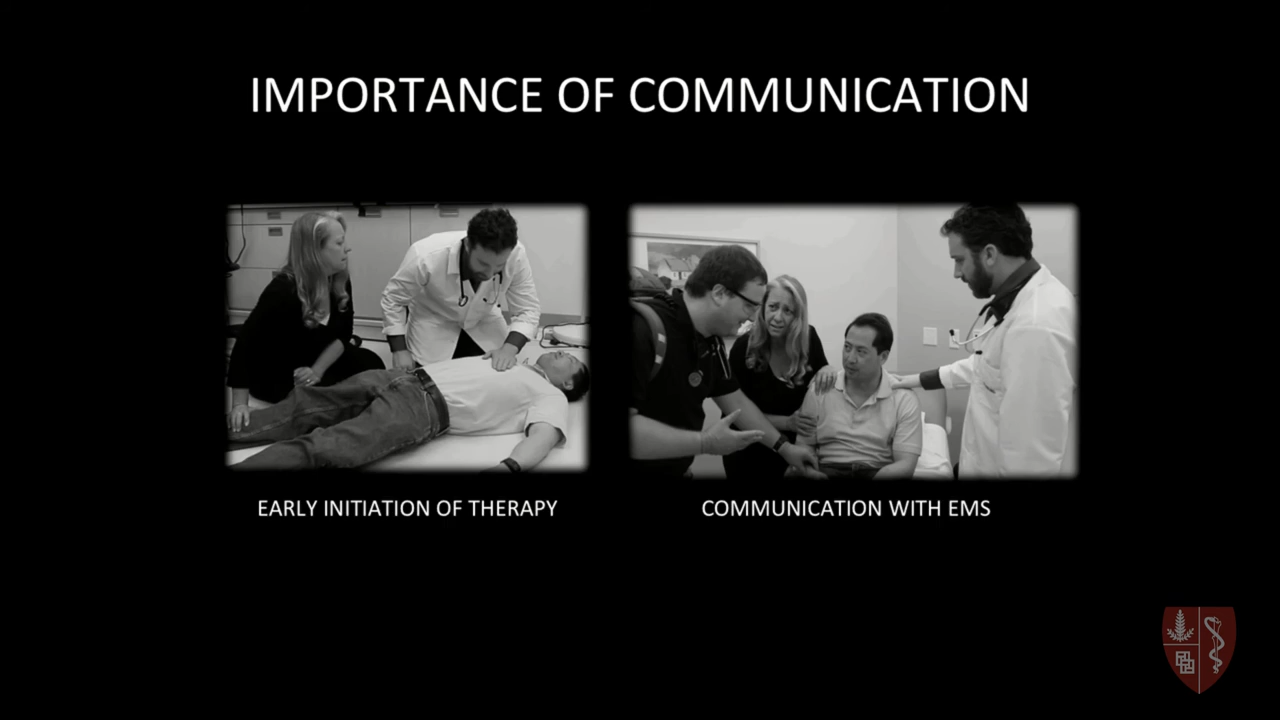 IMPORTANCE OF COMMUNICATION
EARLY INITIATION OF THERAPY
COMMUNICATION WITH EMS